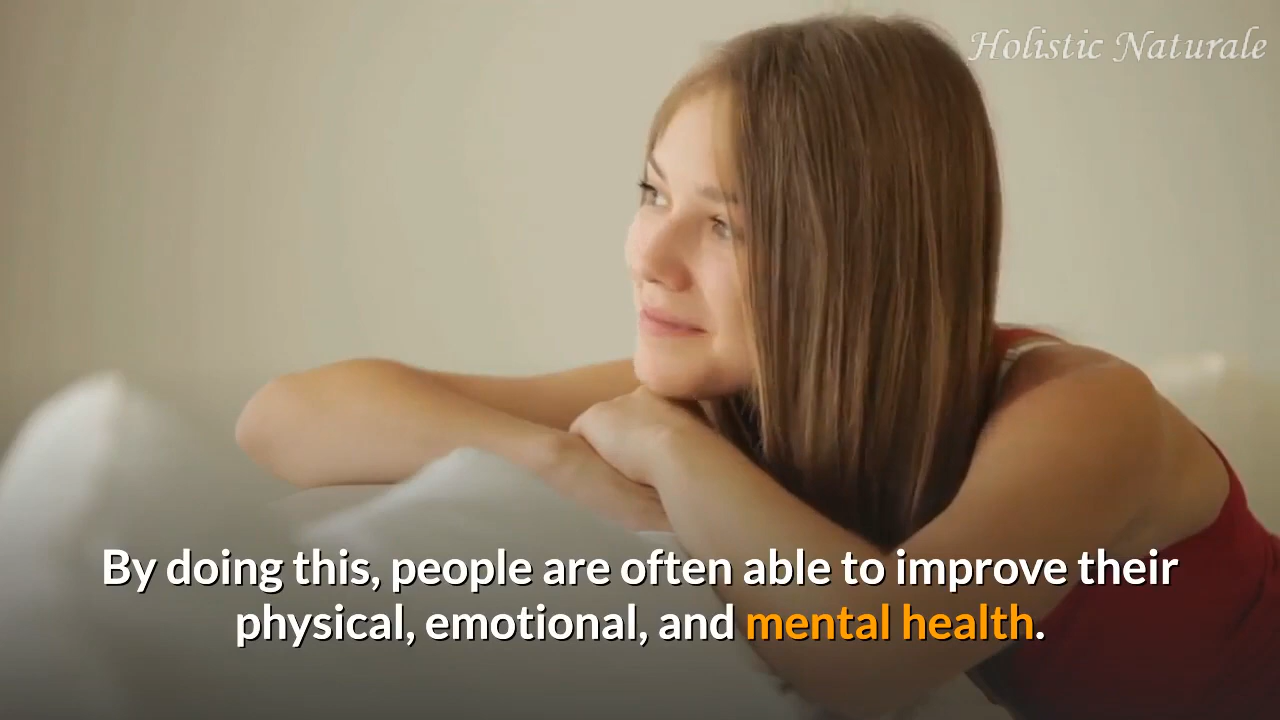 Holistic Naturale
By doing this, people are often able to improve their
physical, emotional, and mental health.